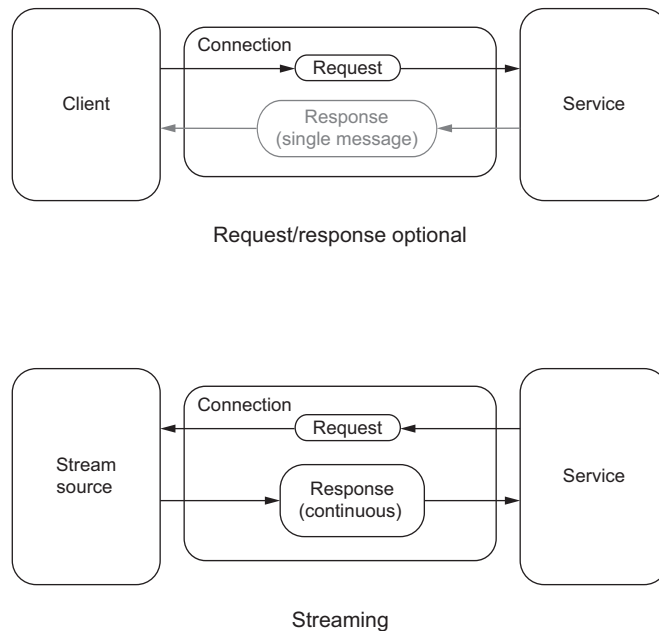 Connection
Request
Client
Response
(single message)
Service
Request/response optional
Connection
Request
Stream
source
Response
(continuous)
Service
Streaming